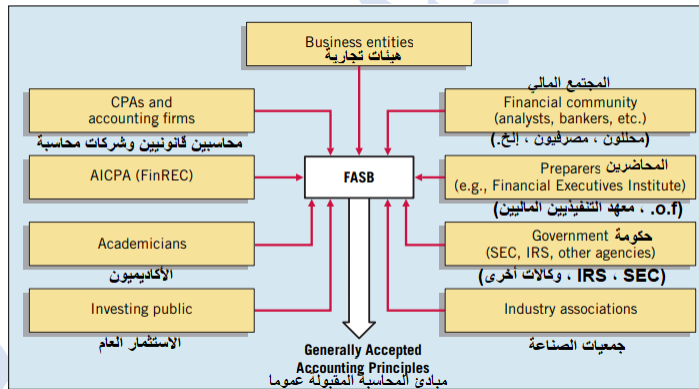 Business entities
هيئات تجارية
CPAs and
accounting firms
محاسبين قانونيين وشركات محاسبة
AICPA (FinREC)
Academicians
الأكاديميون
Investing public
الاستثمار العام
FASB
المجتمع المالي
Financial community
(analysts, bankers, etc.)
(محللون ، مصرفيون ، إلخ.)
Preparers المحاضرين
(e.g., Financial Executives Institute)
(o.f. ، معهد التنفيذيين الماليين)
Government حكومة
(SEC, IRS, other agencies)
(IRS ، SEC ، وكالات أخرى)
Industry associations
جمعيات الصناعة
Generally Accepted
Accounting Principles
مبادئ المحاسبة المقبولة عموما